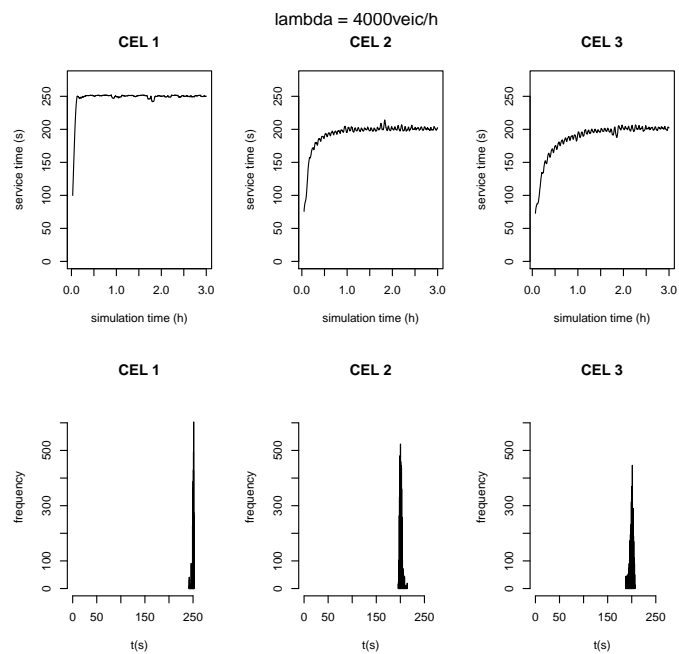 lambda = 4000veic/h
CEL 1
CEL 2
CEL 3
service time (s)
0 50 100 150 200 250
0.0 1.0 2.0 3.0
simulation time (h)
service time (s)
0 50 100 150 200 250
0.0 1.0 2.0 3.0
simulation time (h)
service time (s)
0 50 100 150 200 250
0.0 1.0 2.0 3.0
simulation time (h)
CEL 1
CEL 2
CEL 3
frequency
0 100 300 500
0 50 150 250
t(s)
frequency
0 100 300 500
0 50 150 250
t(s)
frequency
0 100 300 500
0 50 150 250
t(s)